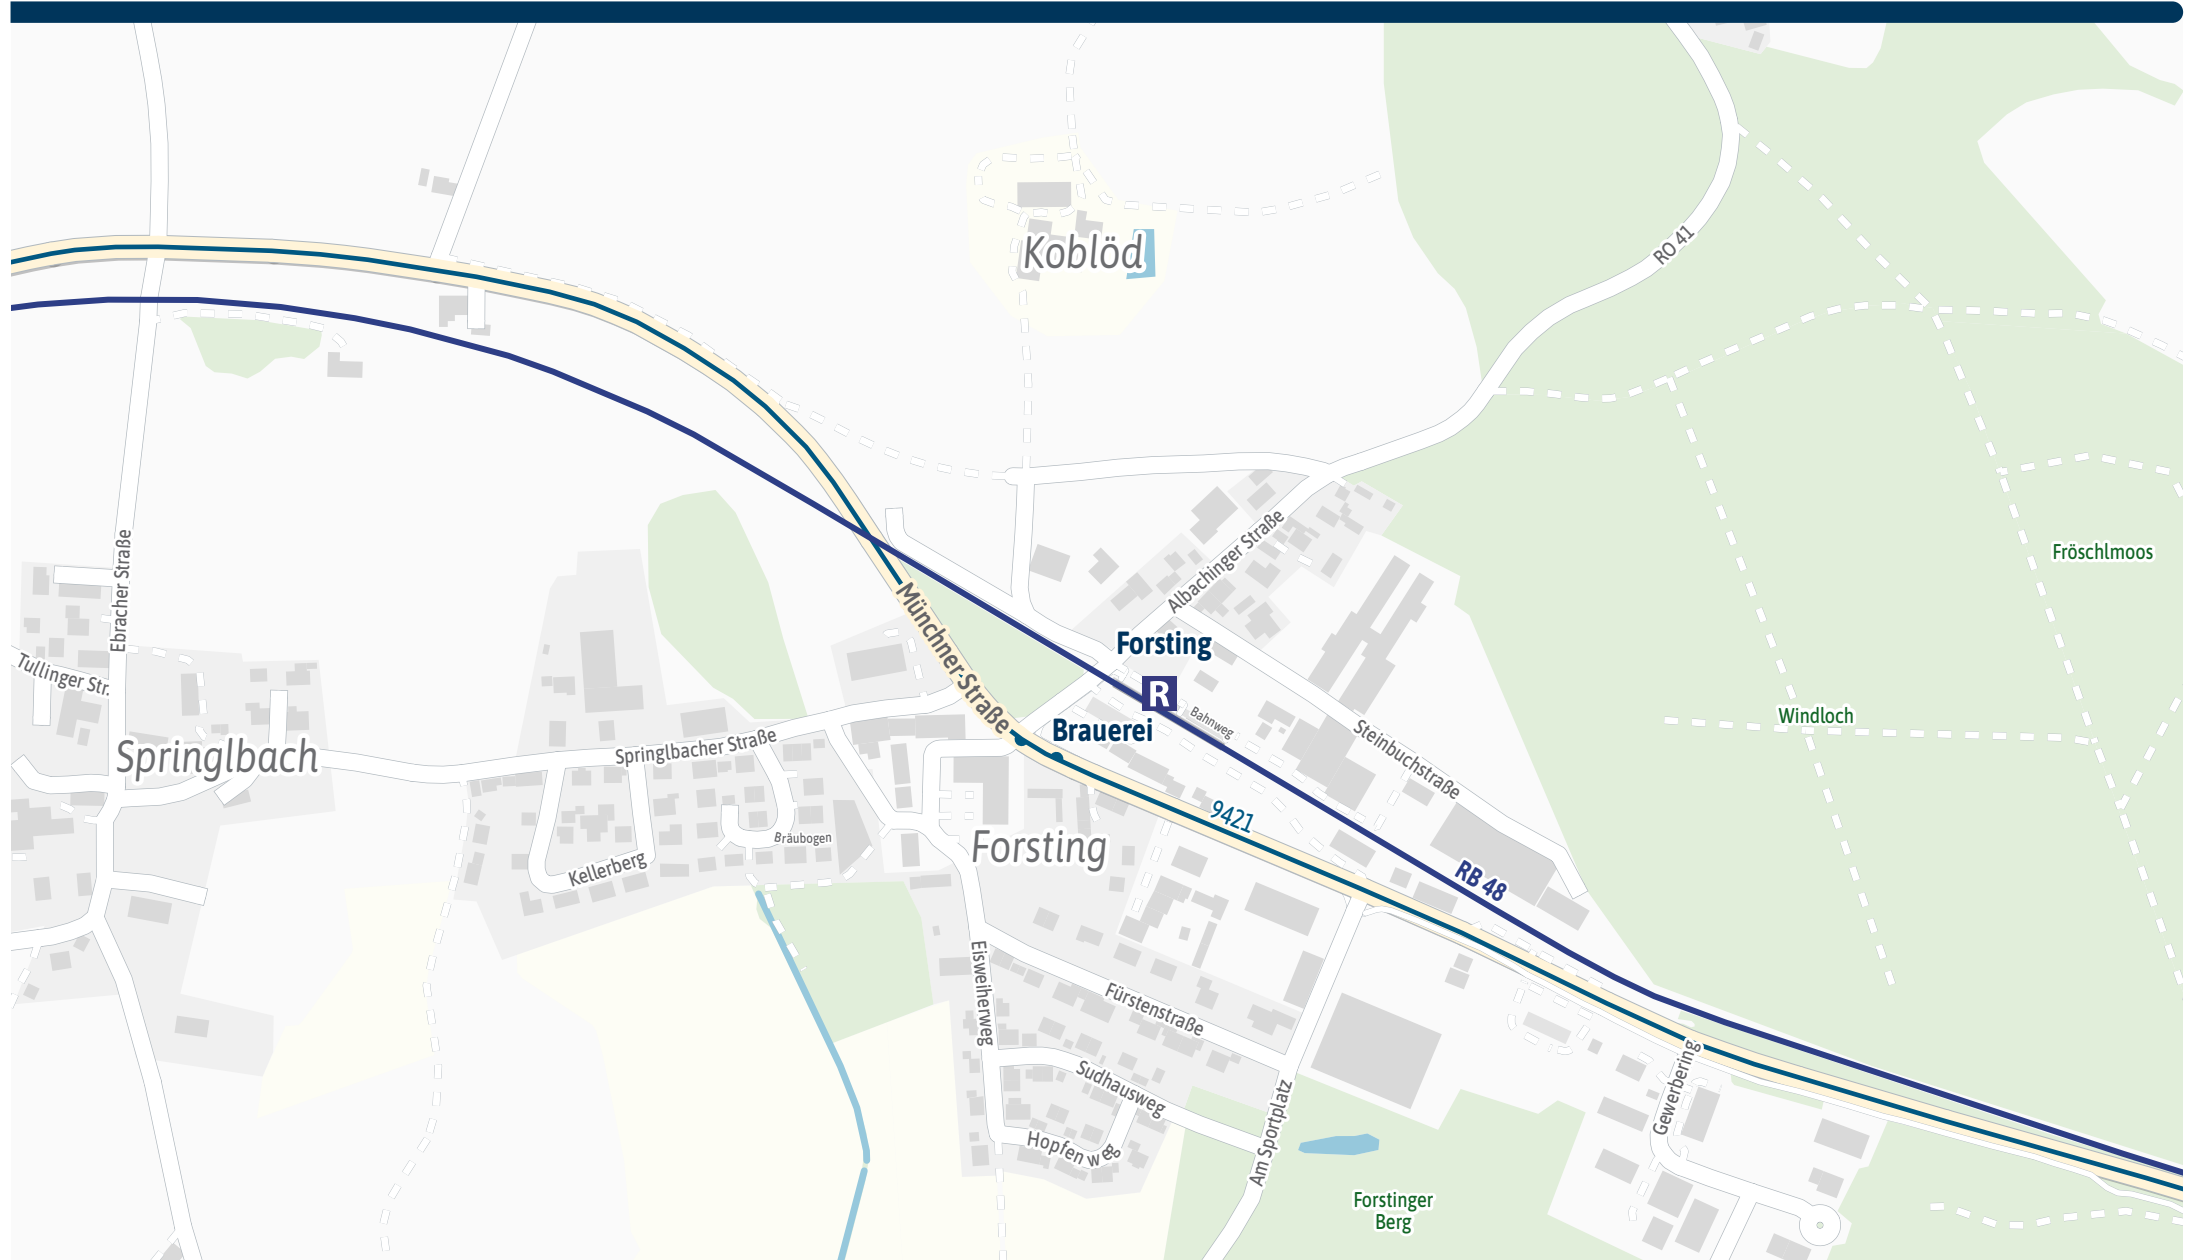 RO 41
Koblöd
Ebracher Straße
Albachinger Straße
Fröschlmoos
Münchner-Straße
Forsting
R
Tullinger Str.
Bahnweg
Brauerei
Windloch
Steinbuchstraße
Springlbach
Springlbacher Straße
9421
Bräubogen
Forsting
Kellerberg
RB 48
Eisweiherweg
Fürstenstraße
Sudhausweg
Gewerbering
Hopfenweg
Am Sportplatz
Forstinger
Berg